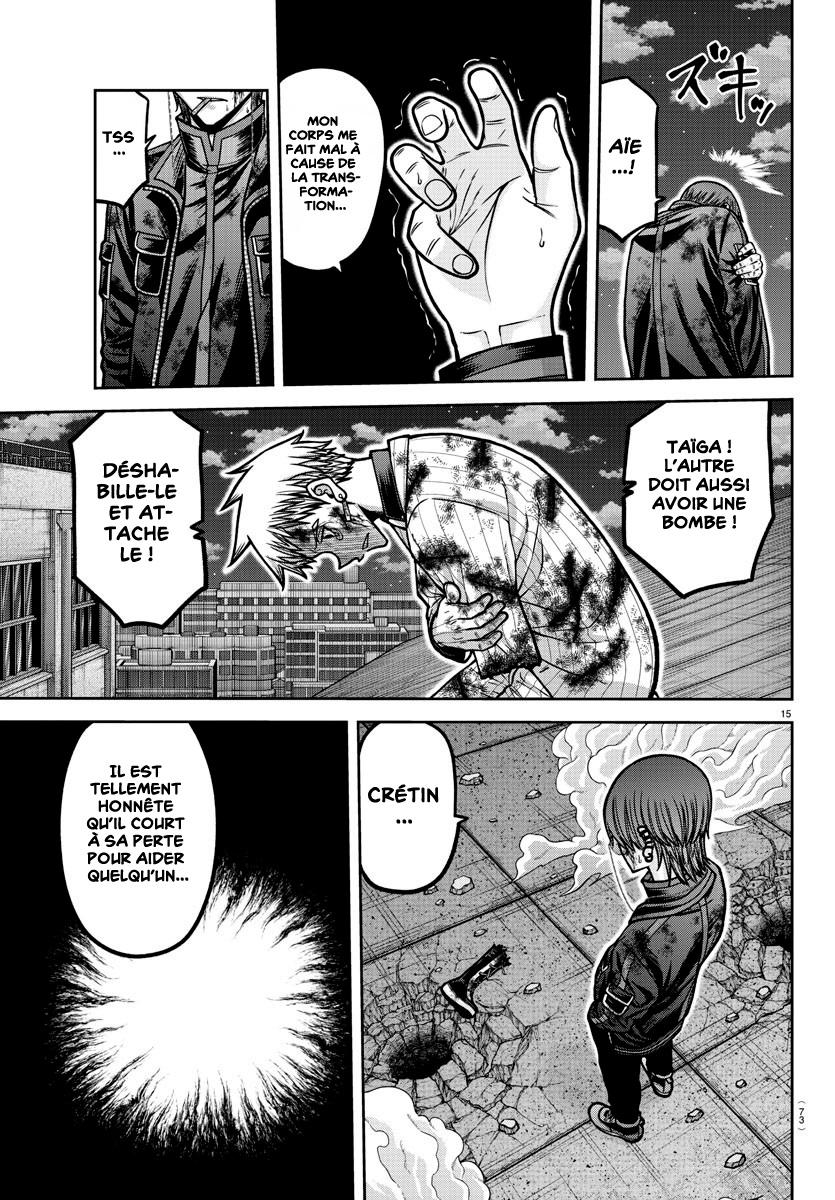 ズキッ
AÏE
...!
MON
CORPS ME
FAIT MAL À
CAUSE DE
LA TRANS-
FORMA-
TION...
TSS
...
TAÏGA !
L'AUTRE
DOIT AUSSI
AVOIR UNE
BOMBE !
DÉSHA-
BILLE-LE
ET AT-
TACHE
LE !
15
CRÉTIN
...
IL EST
TELLEMENT
HONNÊTE
QU'IL COURT
À SA PERTE
POUR AIDER
QUELQU'UN...
(73)